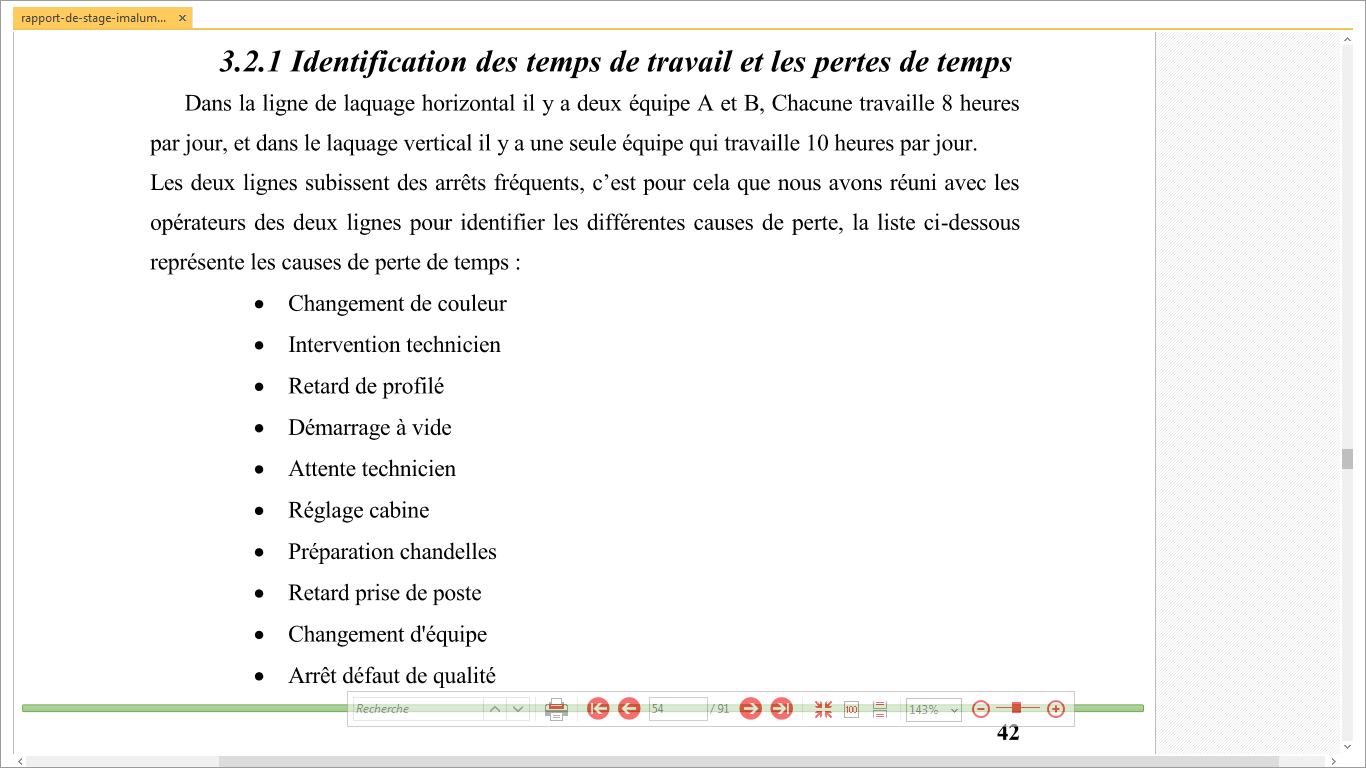 rapport-de-stage-imalum...
3.2.1 Identification des temps de travail et les pertes de temps
Dans la ligne de laquage horizontal il y a deux équipe A et B, Chacune travaille 8 heures
par jour, et dans le laquage vertical il y a une seule équipe qui travaille 10 heures par jour.
Les deux lignes subissent des arrêts fréquents, c’est pour cela que nous avons réuni avec les
opérateurs des deux lignes pour identifier les différentes causes de perte, la liste ci-dessous
représente les causes de perte de temps :
• Changement de couleur
• Intervention technicien
• Retard de profilé
• Démarrage à vide
• Attente technicien
• Réglage cabine
• Préparation chandelles
• Retard prise de poste
• Changement d'équipe
• Arrêt défaut de qualité
Recherche 54 / 91 100 143%
42